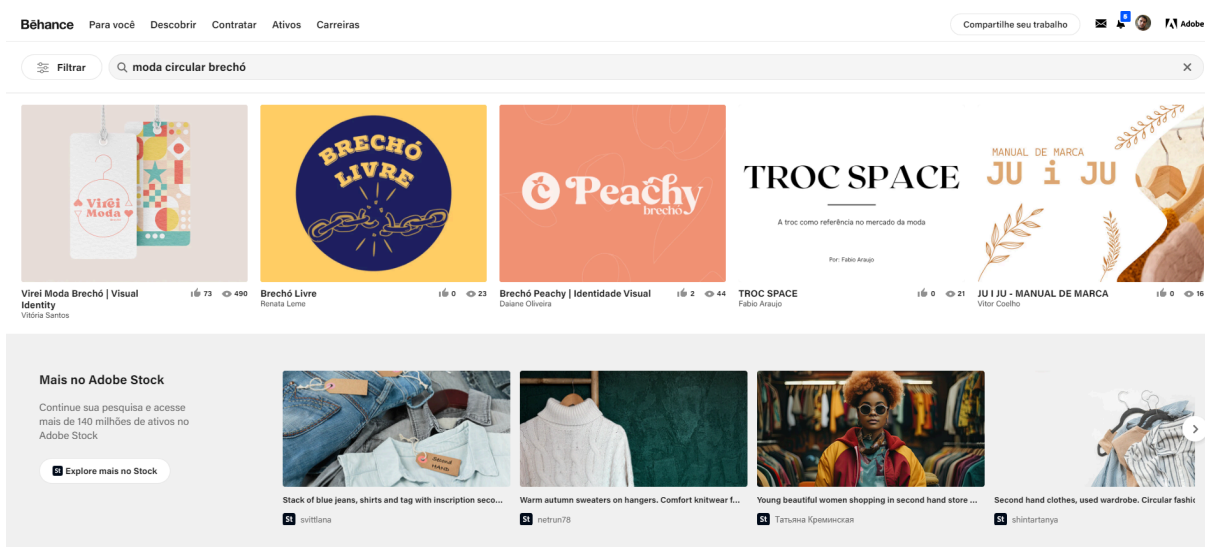 Bēhance Para você Descobrir Contratar Ativos Carreiras Compartilhe seu trabalho Adobe
Filtrar moda circular brechó
Virei
Moda
BRECHÓ
LIVRE
Peachy
brecho
TROC SPACE
A troc como referência no mercado da moda
Por: Fabio Araujo
MANUAL DE MARCA
JU i JU
Virei Moda Brechó | Visual Identity 73 490
Vitória Santos
Brechó Livre 0 23
Renata Leme
Brechó Peachy | Identidade Visual 2 44
Daiane Oliveira
TROC SPACE 0 21
Fabio Araujo
JU I JU - MANUAL DE MARCA 0 16
Vitor Coelho
Mais no Adobe Stock
Continue sua pesquisa e acesse
mais de 140 milhões de ativos no
Adobe Stock
St Explore mais no Stock
SECOND
HAND
Stack of blue jeans, shirts and tag with inscription seco...
St svittlana
Warm autumn sweaters on hangers. Comfort knitwear f...
St netrun78
Young beautiful women shopping in second hand store ...
St Татьяна Креминская
Second hand clothes, used wardrobe. Circular fashic
St shintartanya